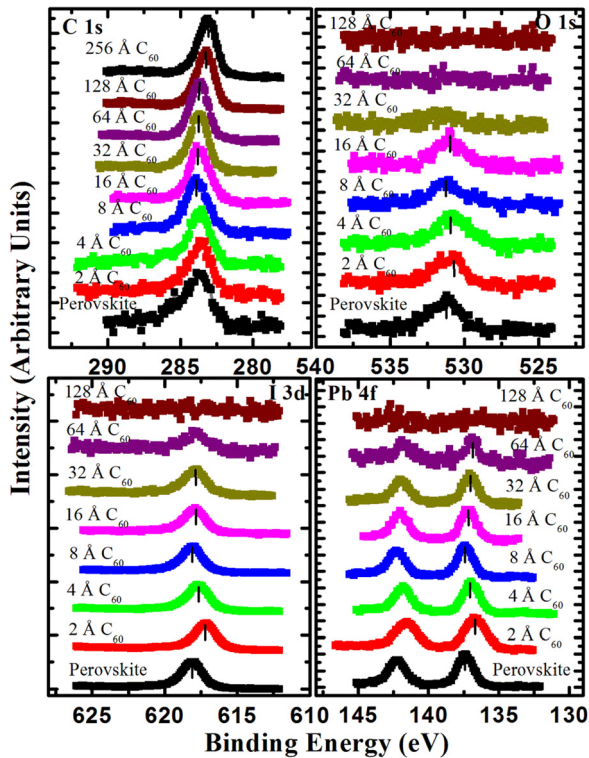 Intensity (Arbitrary Units)
C 1s
256 Å C60
128 Å C60
64 Å C60
32 Å C60
16 Å C60
8 Å C60
4 Å C60
2 Å C60
Perovskite
290 284 278
O 1s
128 Å C60
64 Å C60
32 Å C60
16 Å C60
8 Å C60
4 Å C60
2 Å C60
Perovskite
540 535 530 525
I 3d
128 Å C60
64 Å C60
32 Å C60
16 Å C60
8 Å C60
4 Å C60
2 Å C60
Perovskite
625 620 615 610
Pb 4f
128 Å C60
64 Å C60
32 Å C60
16 Å C60
8 Å C60
4 Å C60
2 Å C60
Perovskite
145 140 135 130
Binding Energy (eV)